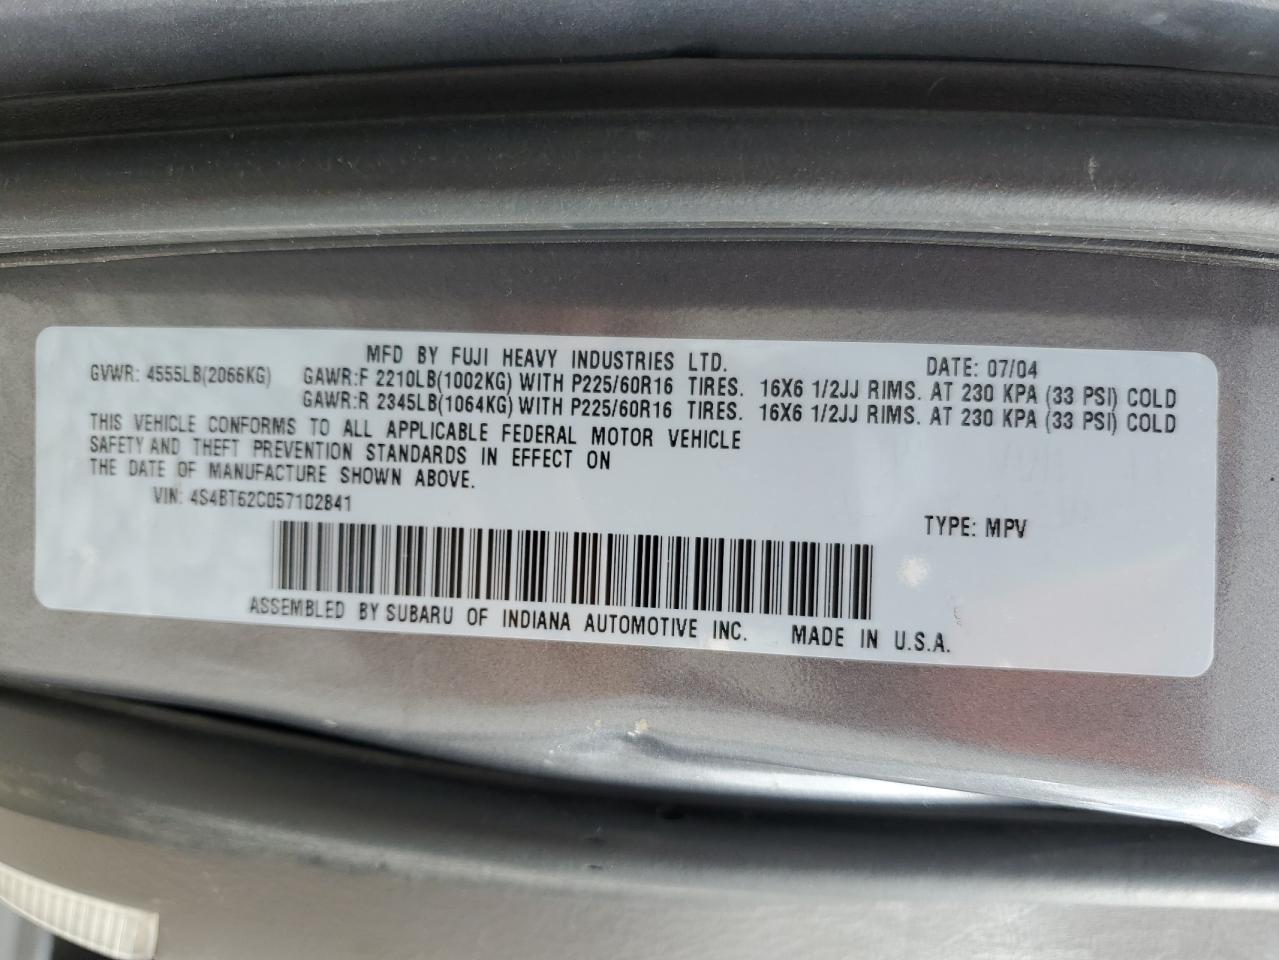 MFD BY FUJI HEAVY INDUSTRIES LTD. DATE: 07/04
GVWR: 4555LB(2066KG) GAWR:F 2210LB(1002KG) WITH P225/60R16 TIRES. 16X6 1/2JJ RIMS. AT 230 KPA (33 PSI) COLD
GAWR:R 2345LB(1064KG) WITH P225/60R16 TIRES. 16X6 1/2JJ RIMS. AT 230 KPA (33 PSI) COLD
THIS VEHICLE CONFORMS TO ALL APPLICABLE FEDERAL MOTOR VEHICLE
SAFETY AND THEFT PREVENTION STANDARDS IN EFFECT ON
THE DATE OF MANUFACTURE SHOWN ABOVE.
VIN: 4S4BT62C057102841
TYPE: MPV
ASSEMBLED BY SUBARU OF INDIANA AUTOMOTIVE INC. MADE IN U.S.A.